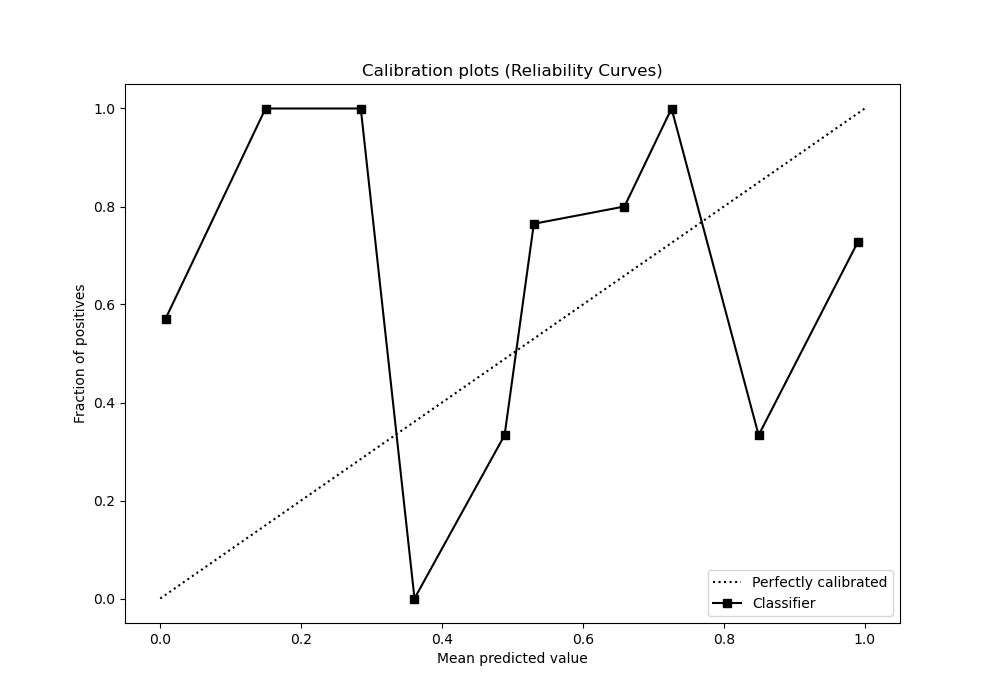 Calibration plots (Reliability Curves)
1.0
0.8
0.6
0.4
0.2
0.0
Fraction of positives
0.0 0.2 0.4 0.6 0.8 1.0
Mean predicted value
Perfectly calibrated
Classifier